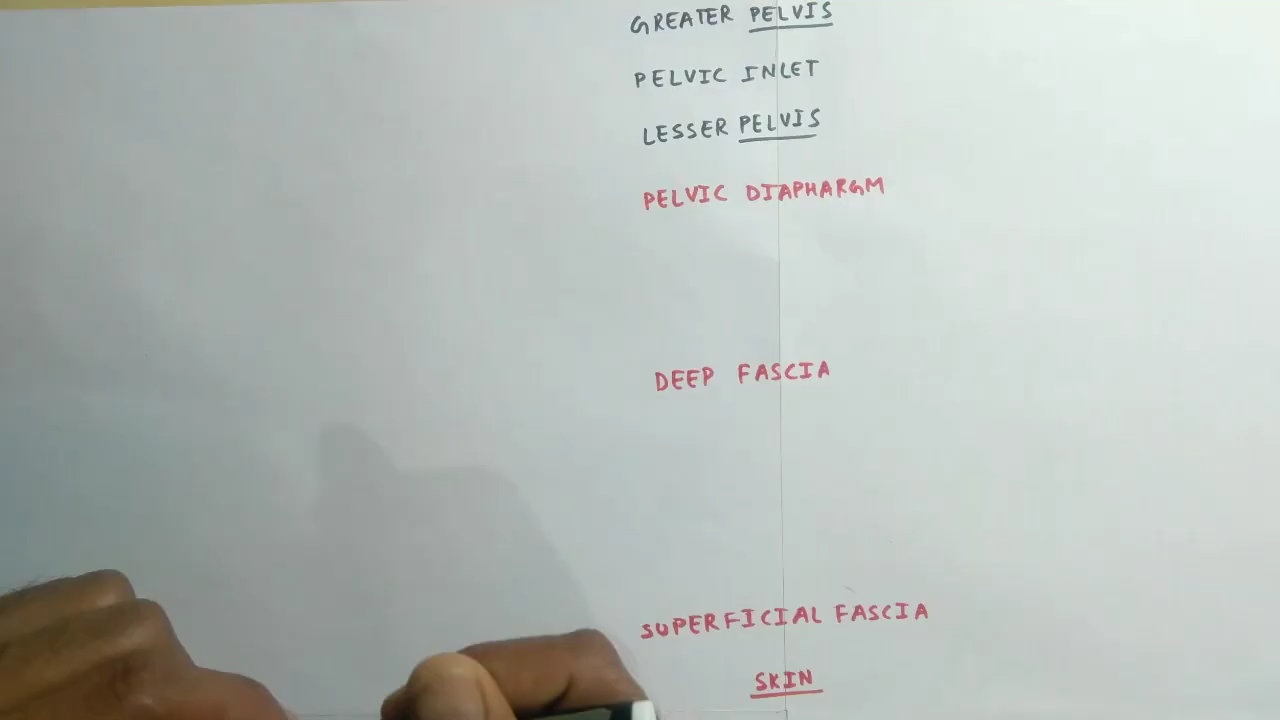 GREATER PELVIS
PELVIC INLET
LESSER PELVIS
PELVIC DIAPHARGM
DEEP FASCIA
SUPERFICIAL FASCIA
SKIN